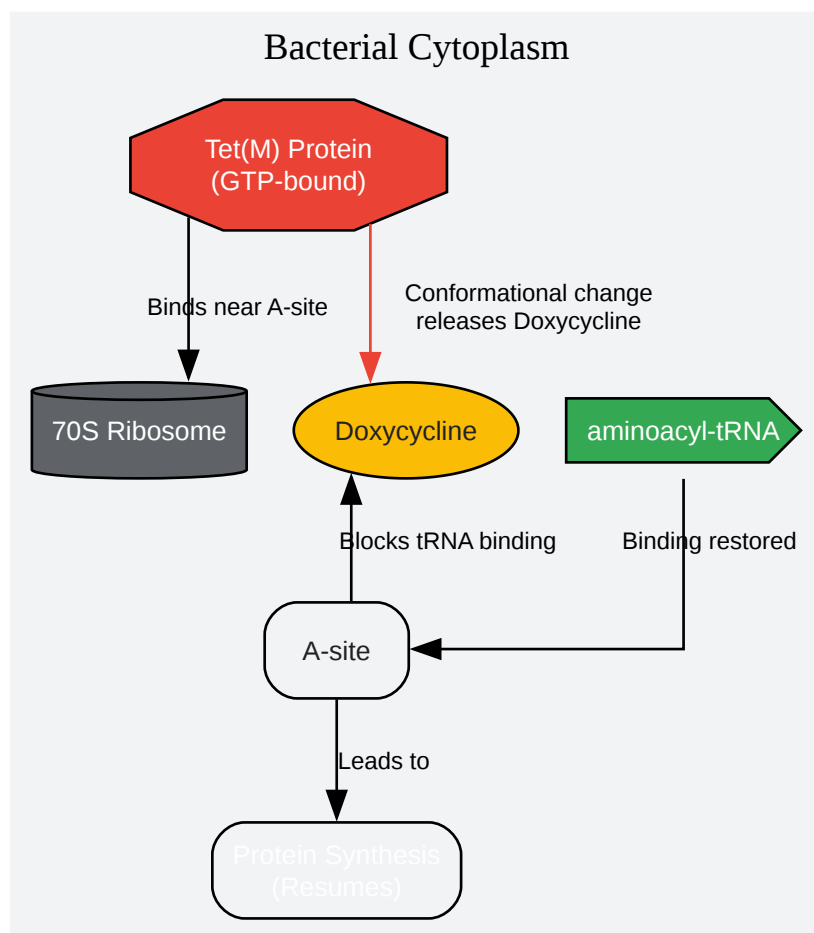 Bacterial Cytoplasm
Tet(M) Protein
(GTP-bound)
Binds near A-site
Conformational change
releases Doxycycline
70S Ribosome
Doxycycline
aminoacyl-tRNA
Blocks tRNA binding
Binding restored
A-site
Leads to
Protein Synthesis
(Resumes)